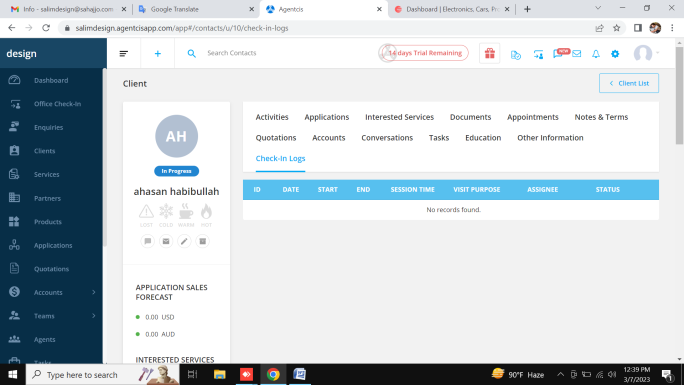 Info - salimdesign@sahajjo.com
Google Translate
Agentcis
Dashboard | Electronics, Cars, Pro
salimdesign.agentcisapp.com/app#/contacts/u/10/check-in-logs
design
Search Contacts
14 days Trial Remaining
NEW
Dashboard
Office Check-In
Enquiries
Clients
Services
Partners
Products
Applications
Quotations
Accounts
Teams
Agents
Tasks
Client
Client List
AH
In Progress
ahasan habibullah
LOST COLD WARM HOT
APPLICATION SALES
FORECAST
0.00 USD
0.00 AUD
INTERESTED SERVICES
Activities Applications Interested Services Documents Appointments Notes & Terms
Quotations Accounts Conversations Tasks Education Other Information
Check-In Logs
ID DATE START END SESSION TIME VISIT PURPOSE ASSIGNEE STATUS
No records found.
Type here to search
90°F Haze
12:39 PM
3/7/2023